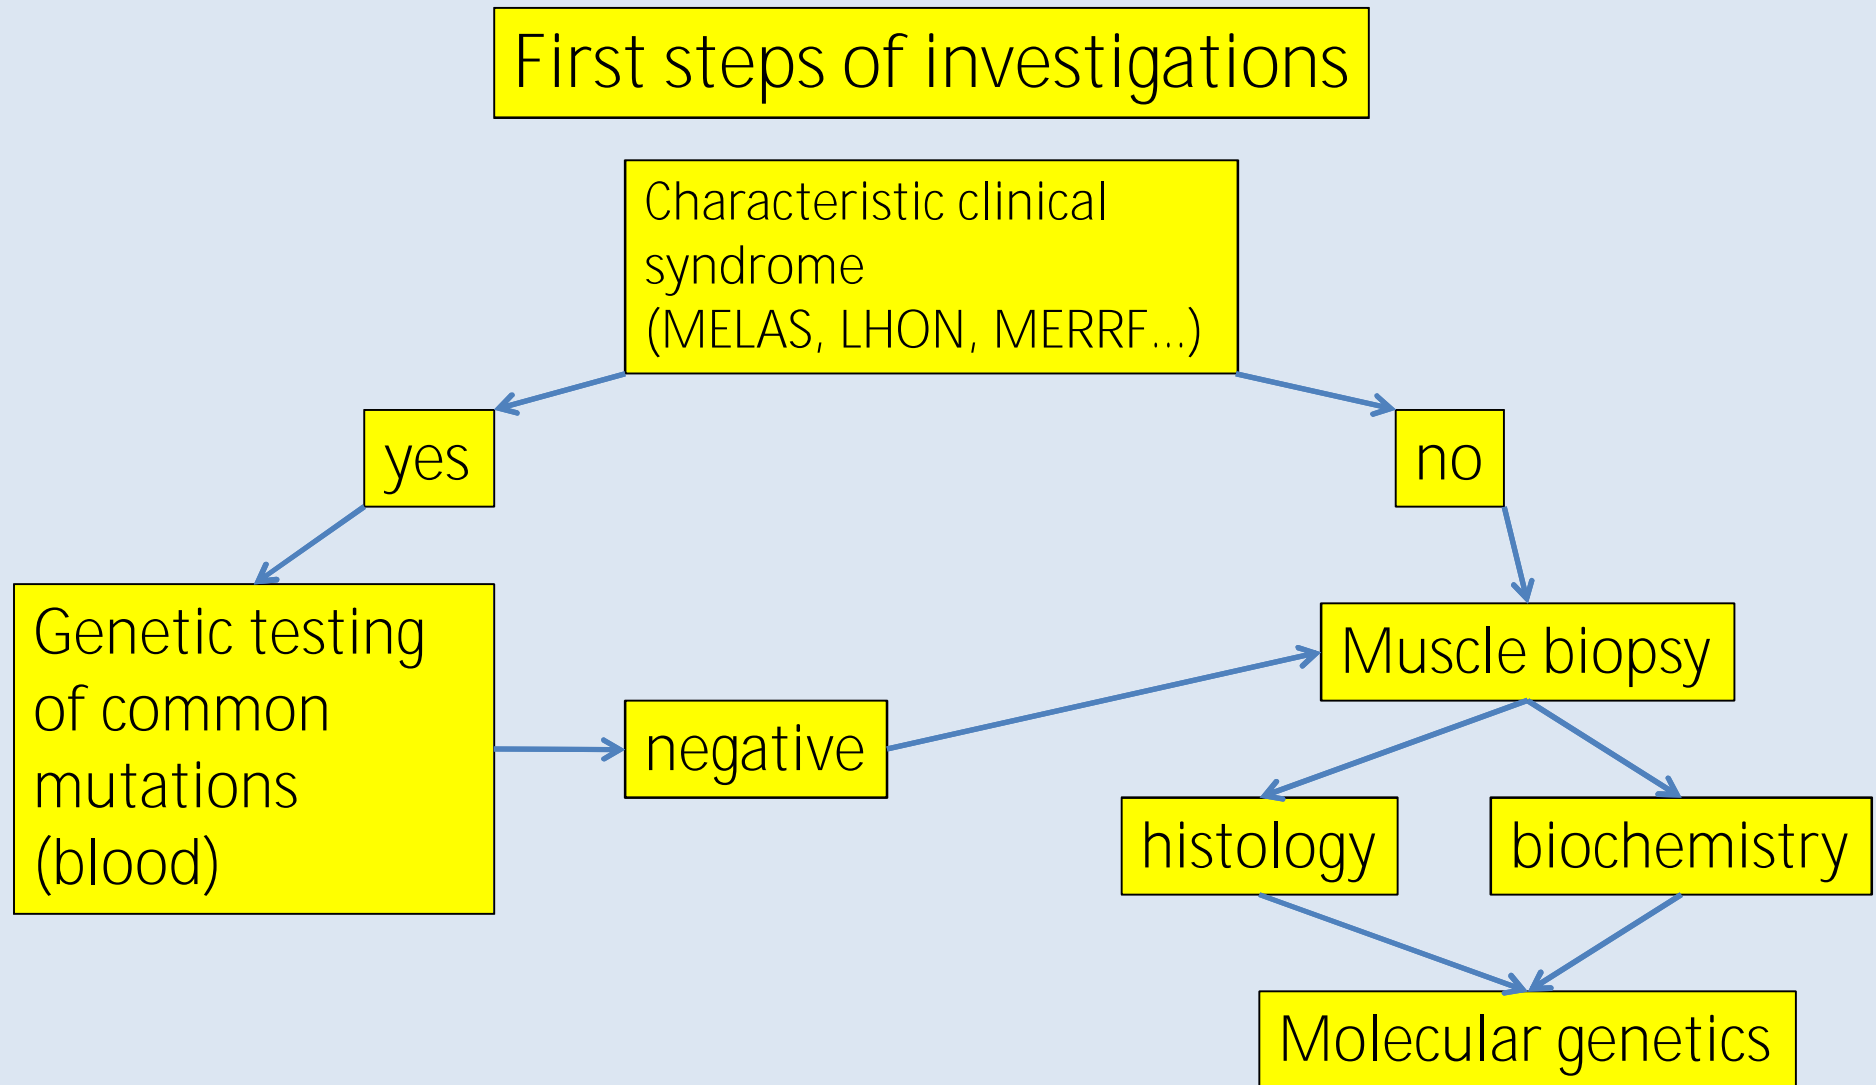 First steps of investigations
Characteristic clinical
syndrome
(MELAS, LHON, MERRF...)
yes
no
Genetic testing
of common
mutations
(blood)
negative
Muscle biopsy
histology
biochemistry
Molecular genetics